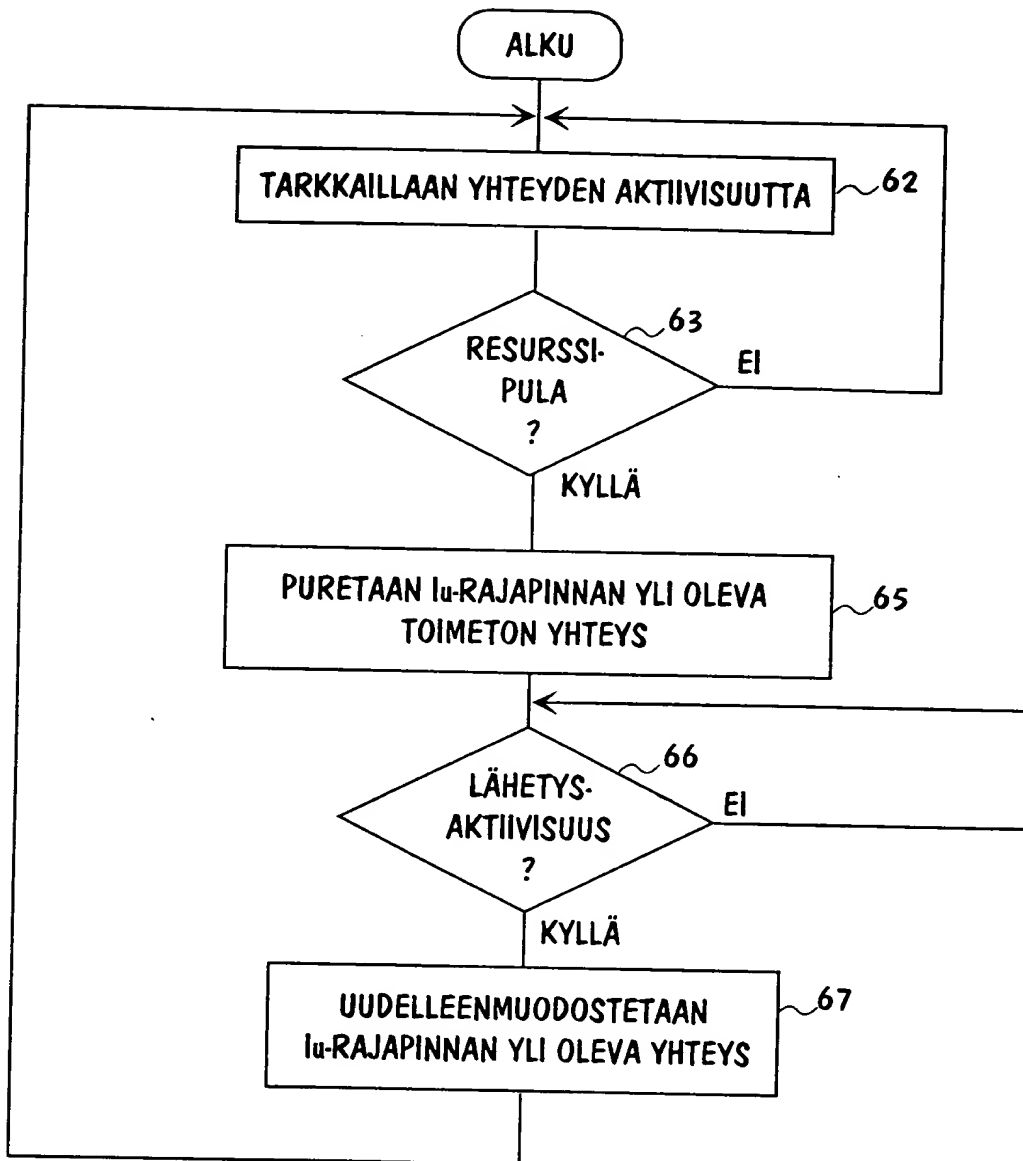 ALKU
TARKKAILLAAN YHTEYDEN AKTIIVISUUTTA
62
RESURSSI-
PULA
?
63
EI
KYLLÄ
PURETAAN Iu-RAJAPINNAN YLI OLEVA
TOIMETON YHTEYS
65
LÄHETYS-
AKTIIVISUUS
?
66
EI
KYLLÄ
UUDELLEENMUODOSTETAAN
Iu-RAJAPINNAN YLI OLEVA YHTEYS
67